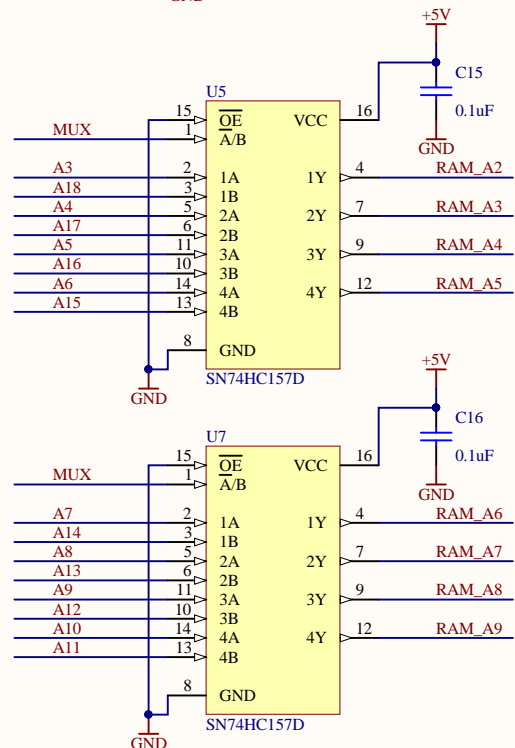 GND
+5V
C15
0.1uF
GND
U5
15 OE VCC 16
MUX 1 A/B
A3 2 1A 1Y 4 RAM_A2
A18 3 1B
A4 5 2A 2Y 7 RAM_A3
A17 6 2B
A5 11 3A 3Y 9 RAM_A4
A16 10 3B
A6 14 4A 4Y 12 RAM_A5
A15 13 4B
8 GND
SN74HC157D
GND
+5V
C16
0.1uF
GND
U7
15 OE VCC 16
MUX 1 A/B
A7 2 1A 1Y 4 RAM_A6
A14 3 1B
A8 5 2A 2Y 7 RAM_A7
A13 6 2B
A9 11 3A 3Y 9 RAM_A8
A12 10 3B
A10 14 4A 4Y 12 RAM_A9
A11 13 4B
8 GND
SN74HC157D
GND